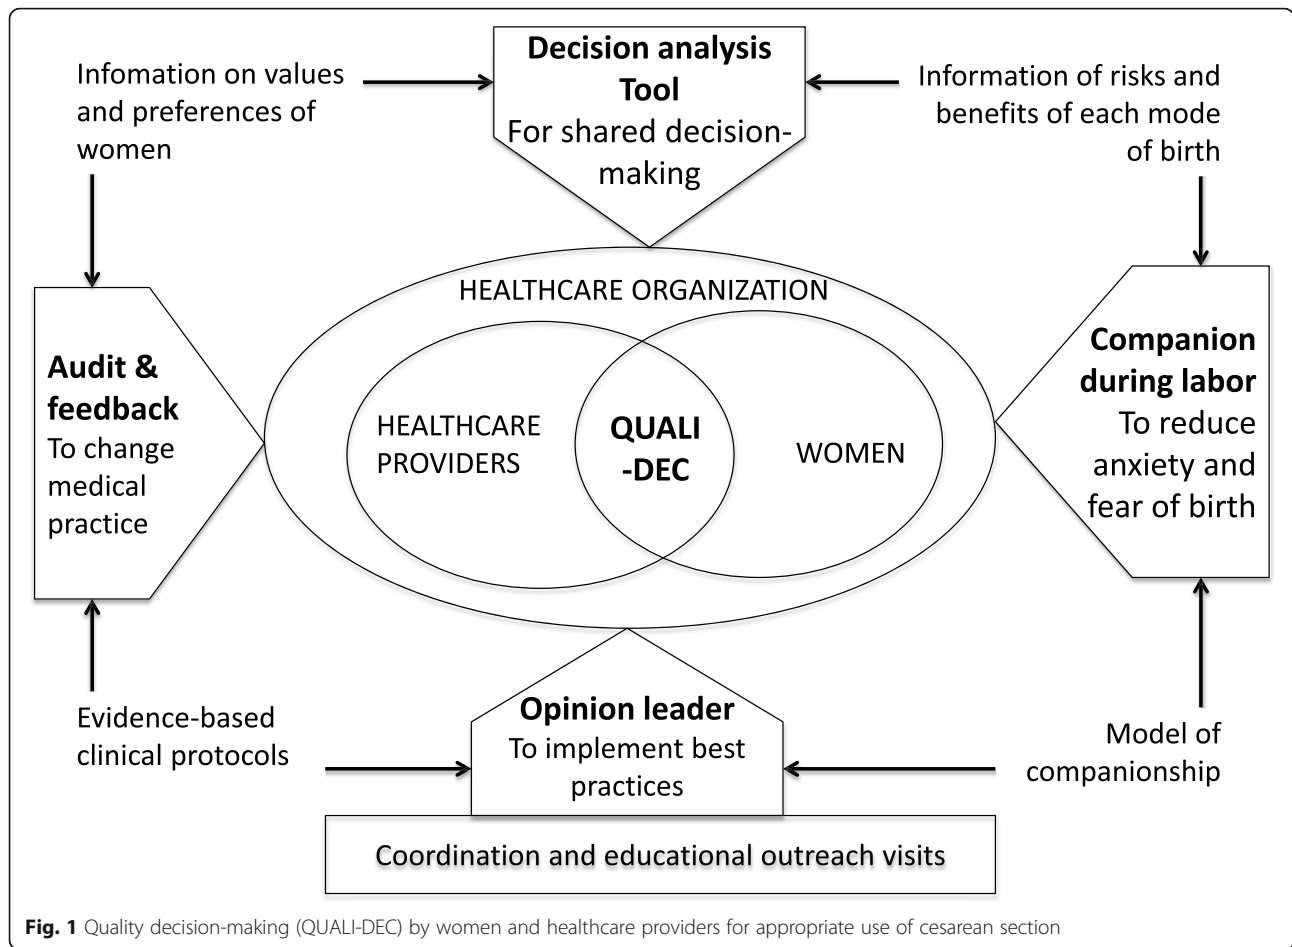 Decision analysis
Tool
For shared decision-
making
Infomation on values
and preferences of
women
Information of risks and
benefits of each mode
of birth
HEALTHCARE ORGANIZATION
Audit &
feedback
To change
medical
practice
HEALTHCARE
PROVIDERS
QUALI
-DEC
WOMEN
Companion
during labor
To reduce
anxiety and
fear of birth
Evidence-based
clinical protocols
Opinion leader
To implement best
practices
Model of
companionship
Coordination and educational outreach visits
Fig. 1 Quality decision-making (QUALI-DEC) by women and healthcare providers for appropriate use of cesarean section